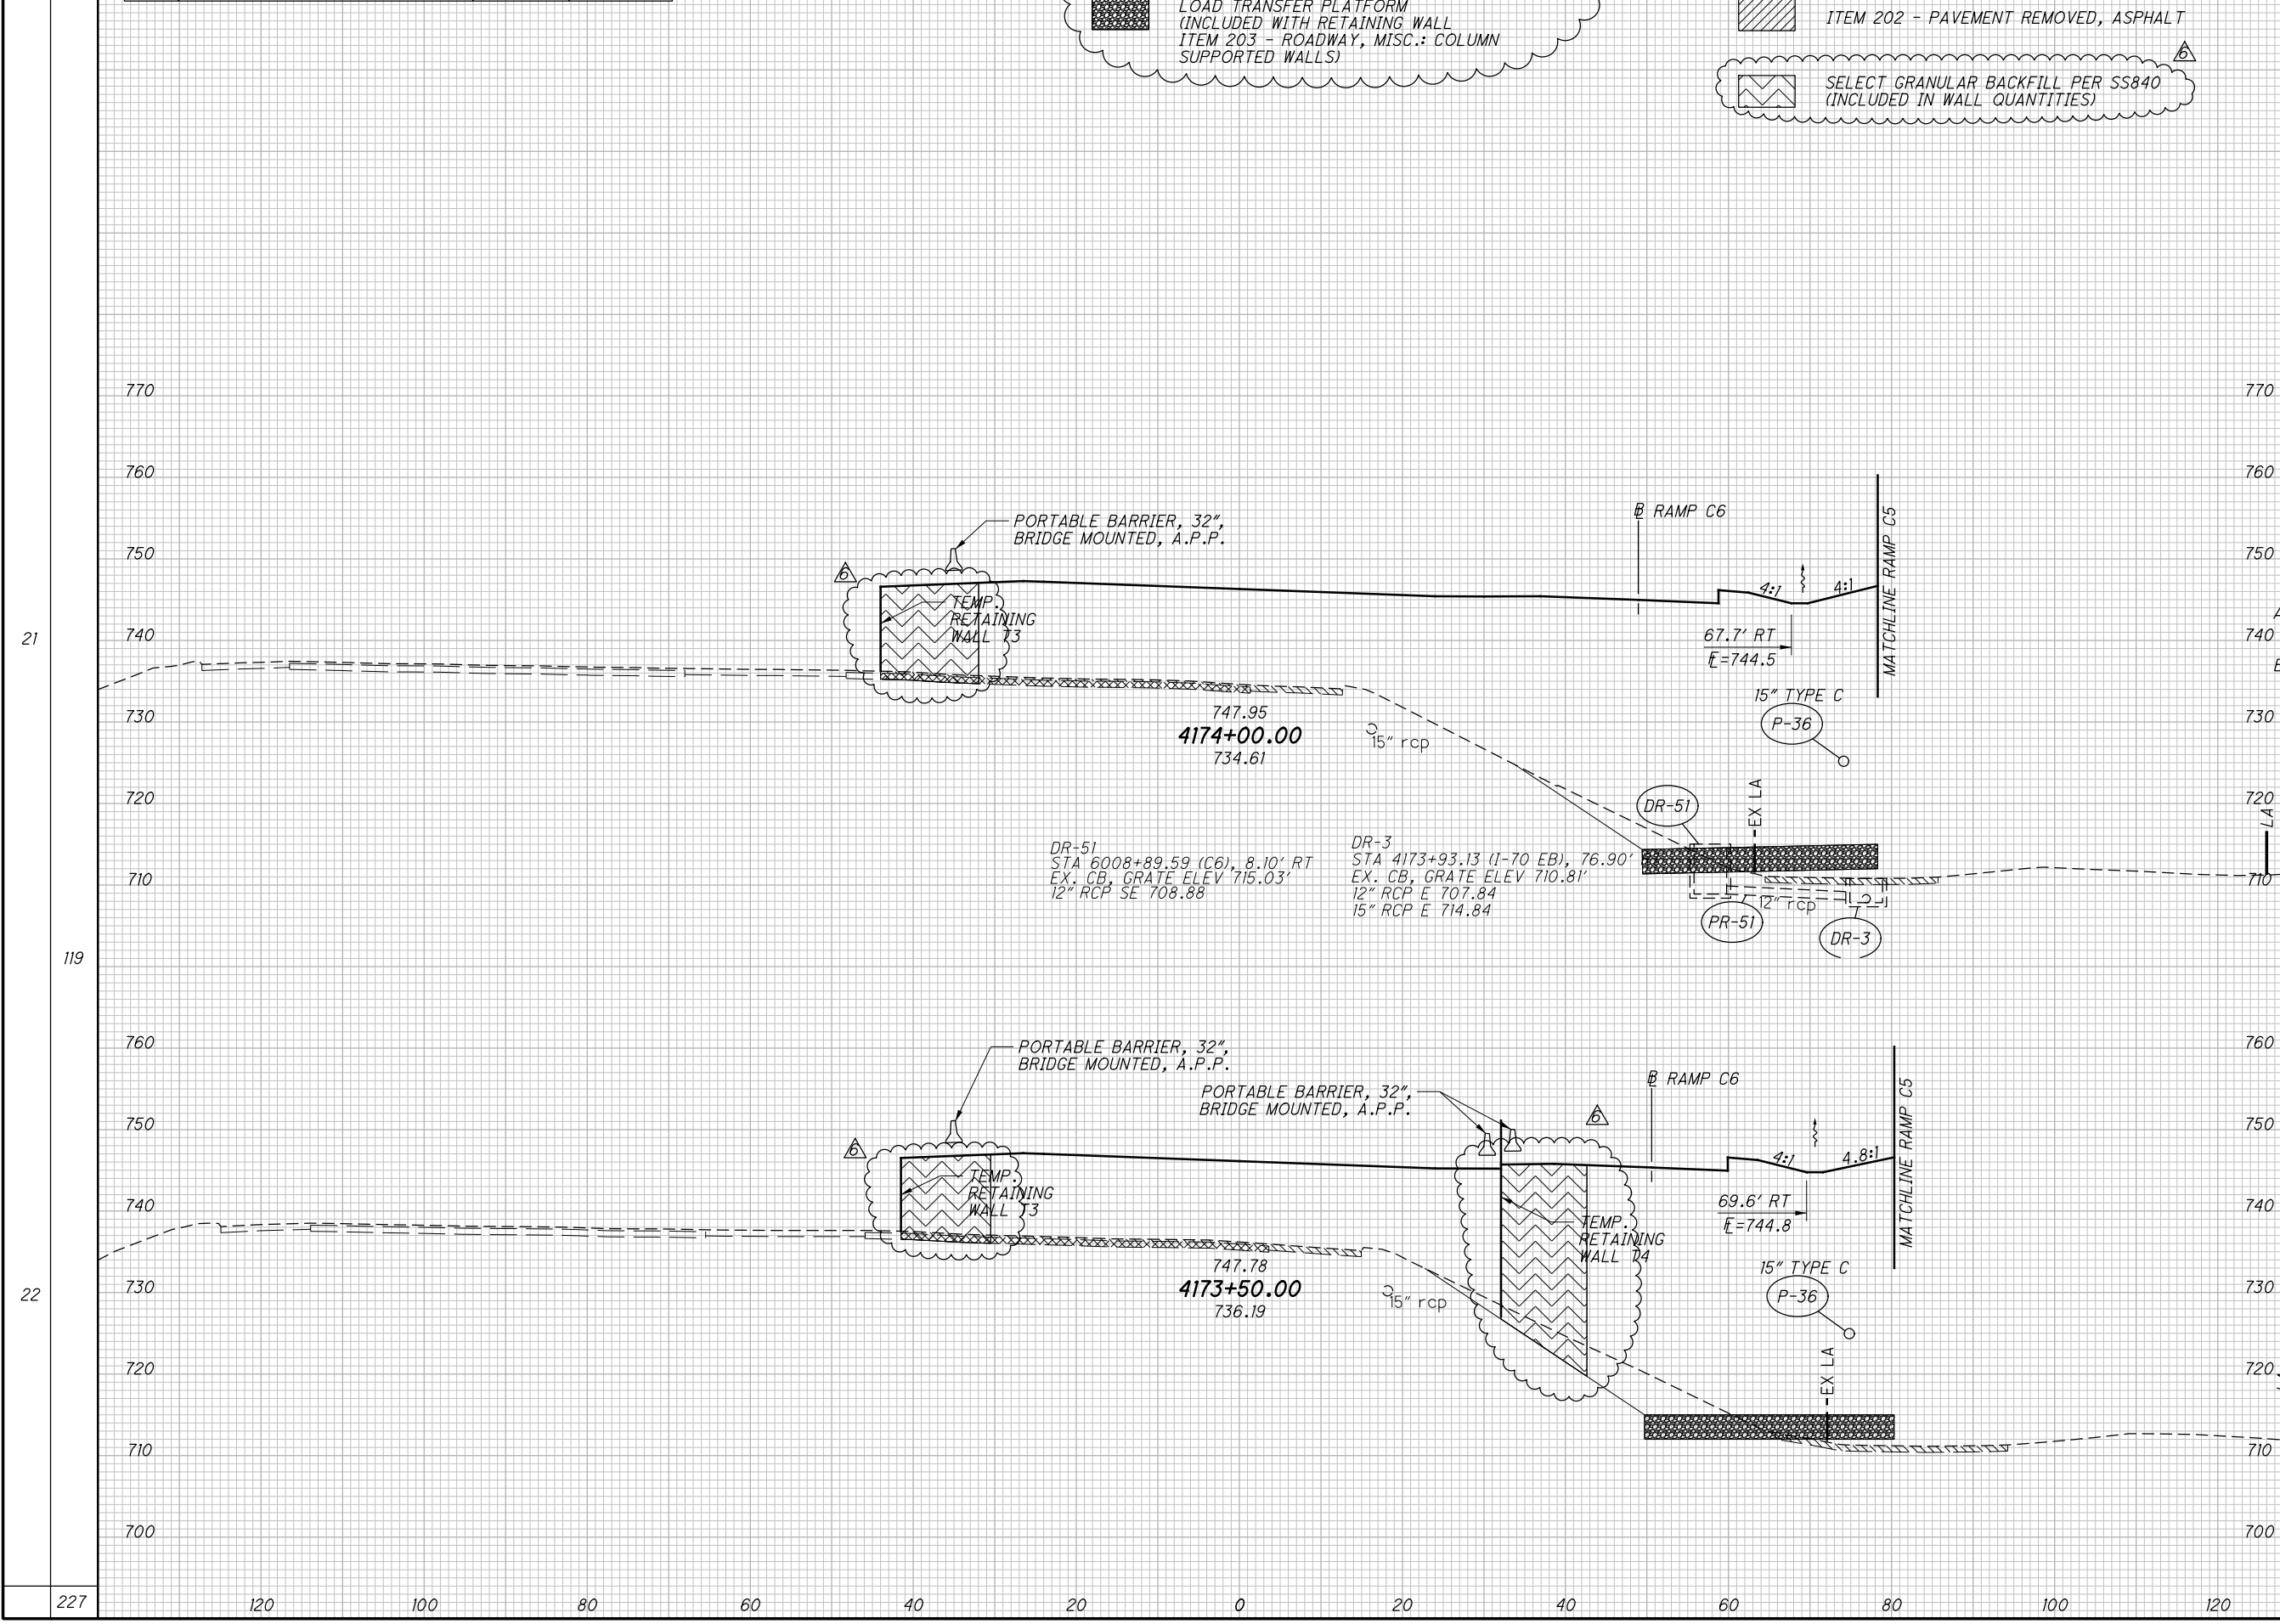 LOAD TRANSFER PLATFORM
(INCLUDED WITH RETAINING WALL
ITEM 203 - ROADWAY, MISC.: COLUMN
SUPPORTED WALLS)
ITEM 202 - PAVEMENT REMOVED, ASPHALT
6
SELECT GRANULAR BACKFILL PER SS840
(INCLUDED IN WALL QUANTITIES)
770
770
760
760
750
750
740
740
730
730
720
720
710
710
21
PORTABLE BARRIER, 32",
BRIDGE MOUNTED, A.P.P.
6
TEMP.
RETAINING
WALL T3
B RAMP C6
4:1
4:1
67.7' RT
FL=744.5
MATCHLINE RAMP C5
15" TYPE C
P-36
747.95
4174+00.00
734.61
15" rcp
DR-51
EX LA
LA
DR-51
STA 6008+89.59 (C6), 8.10' RT
EX. CB, GRATE ELEV 715.03'
12" RCP SE 708.88
DR-3
STA 4173+93.13 (I-70 EB), 76.90'
EX. CB, GRATE ELEV 710.81'
12" RCP E 707.84
15" RCP E 714.84
12" rcp
PR-51
DR-3
119
760
760
750
750
740
740
730
730
720
720
710
710
700
700
22
PORTABLE BARRIER, 32",
BRIDGE MOUNTED, A.P.P.
PORTABLE BARRIER, 32",
BRIDGE MOUNTED, A.P.P.
6
6
TEMP.
RETAINING
WALL T3
TEMP.
RETAINING
WALL T4
B RAMP C6
4:1
4.8:1
69.6' RT
FL=744.8
MATCHLINE RAMP C5
15" TYPE C
P-36
747.78
4173+50.00
736.19
15" rcp
EX LA
227
120 100 80 60 40 20 0 20 40 60 80 100 120